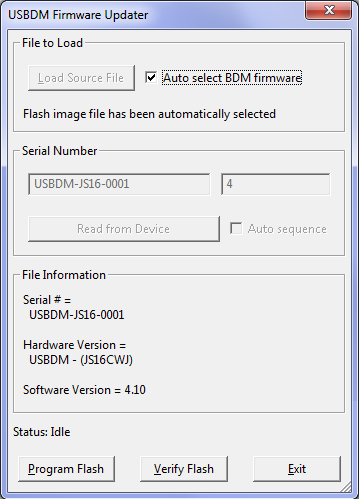 USBDM Firmware Updater
File to Load
Load Source File
Auto select BDM firmware
Flash image file has been automatically selected
Serial Number
USBDM-JS16-0001
4
Read from Device
Auto sequence
File Information
Serial # =
USBDM-JS16-0001
Hardware Version =
USBDM - (JS16CWJ)
Software Version = 4.10
Status: Idle
Program Flash
Verify Flash
Exit